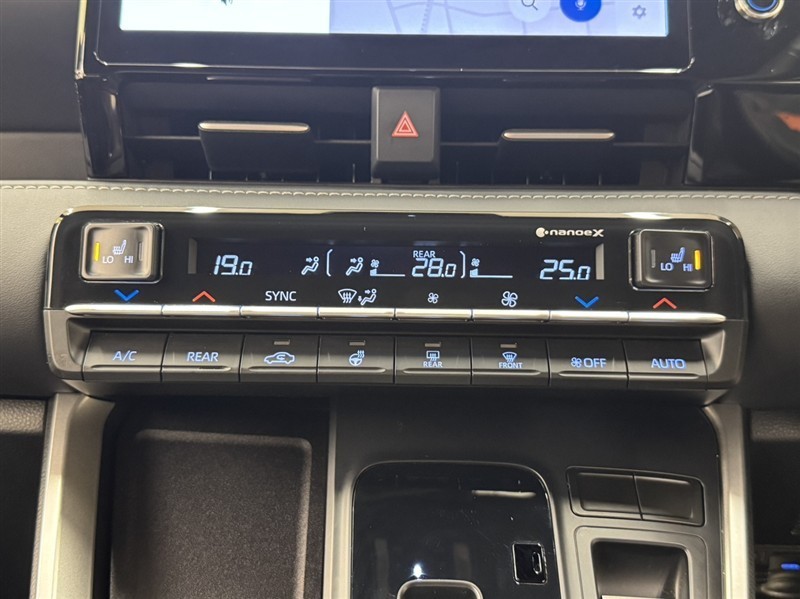 nanoeX
LO HI
19.0
REAR
28.0
25.0
LO HI
SYNC
A/C
REAR
REAR
FRONT
OFF
AUTO